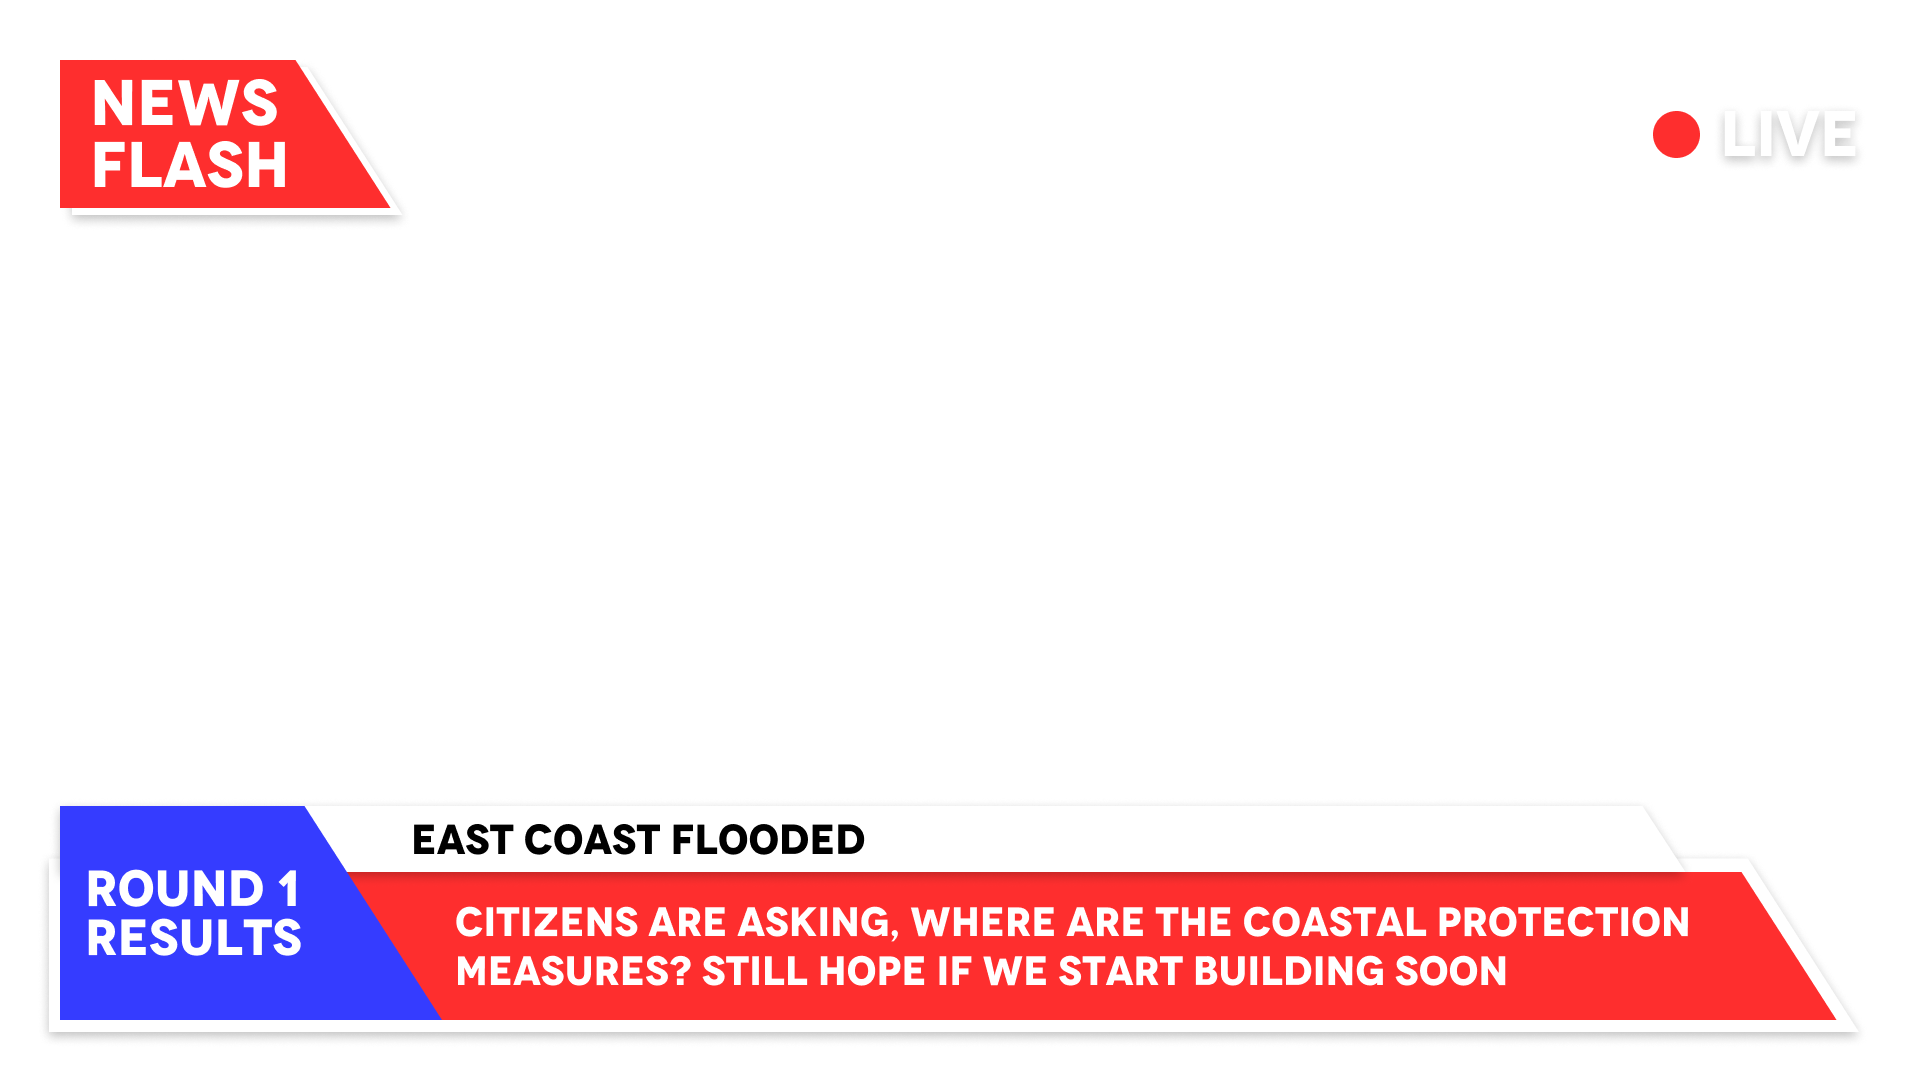 NEWS
FLASH
LIVE
EAST COAST FLOODED
ROUND 1
RESULTS
CITIZENS ARE ASKING, WHERE ARE THE COASTAL PROTECTION
MEASURES? STILL HOPE IF WE START BUILDING SOON